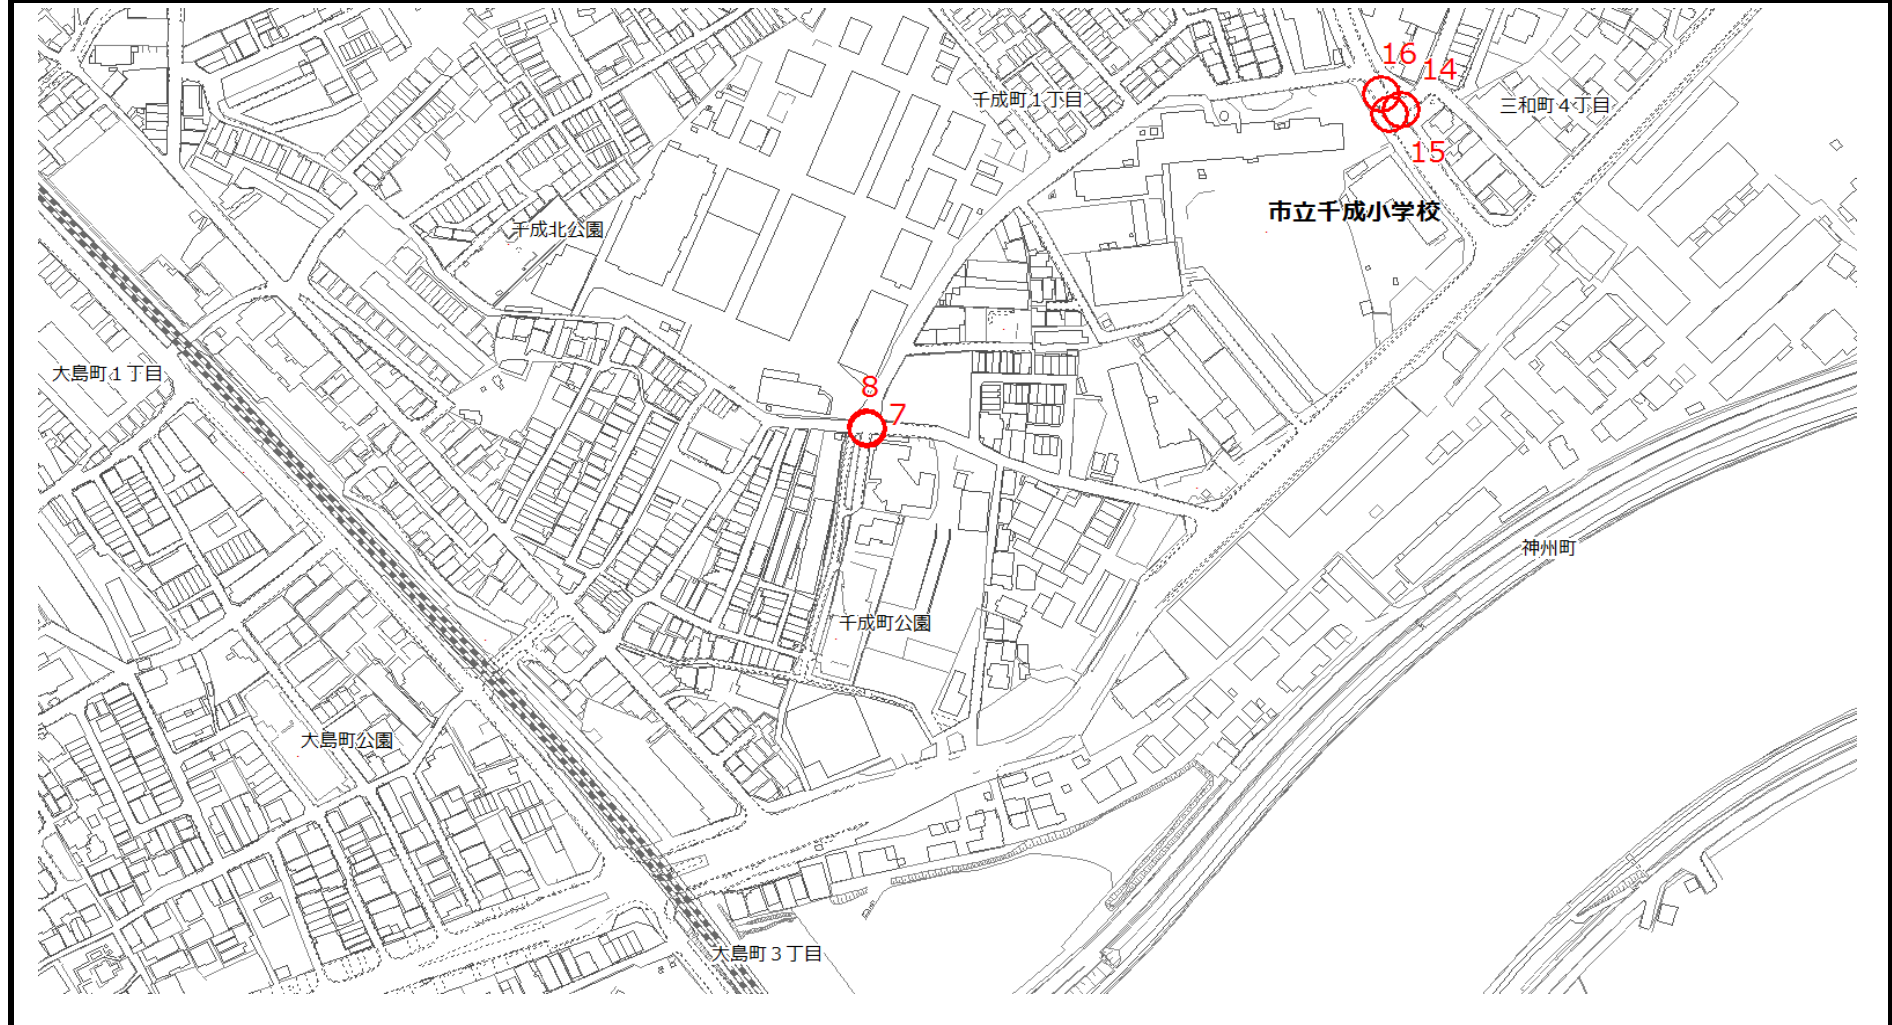 16
14
千成町１丁目
三和町４丁目
15
市立千成小学校
千成北公園
大島町１丁目
8
7
神州町
千成町公園
大島町公園
大島町３丁目